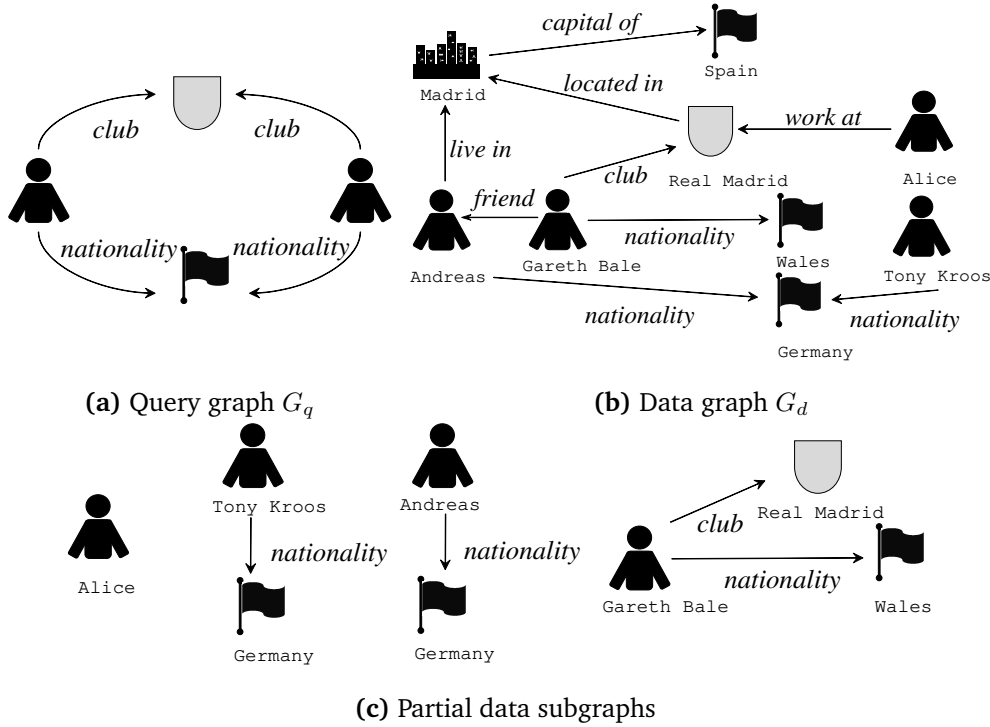 club
club
nationality
nationality
(a) Query graph G_q
capital of
Spain
Madrid
located in
live in
club
Real Madrid
work at
Alice
friend
Andreas
Gareth Bale
nationality
Wales
Tony Kroos
nationality
nationality
Germany
(b) Data graph G_d
Alice
Tony Kroos
nationality
Germany
Andreas
nationality
Germany
club
Real Madrid
Gareth Bale
nationality
Wales
(c) Partial data subgraphs